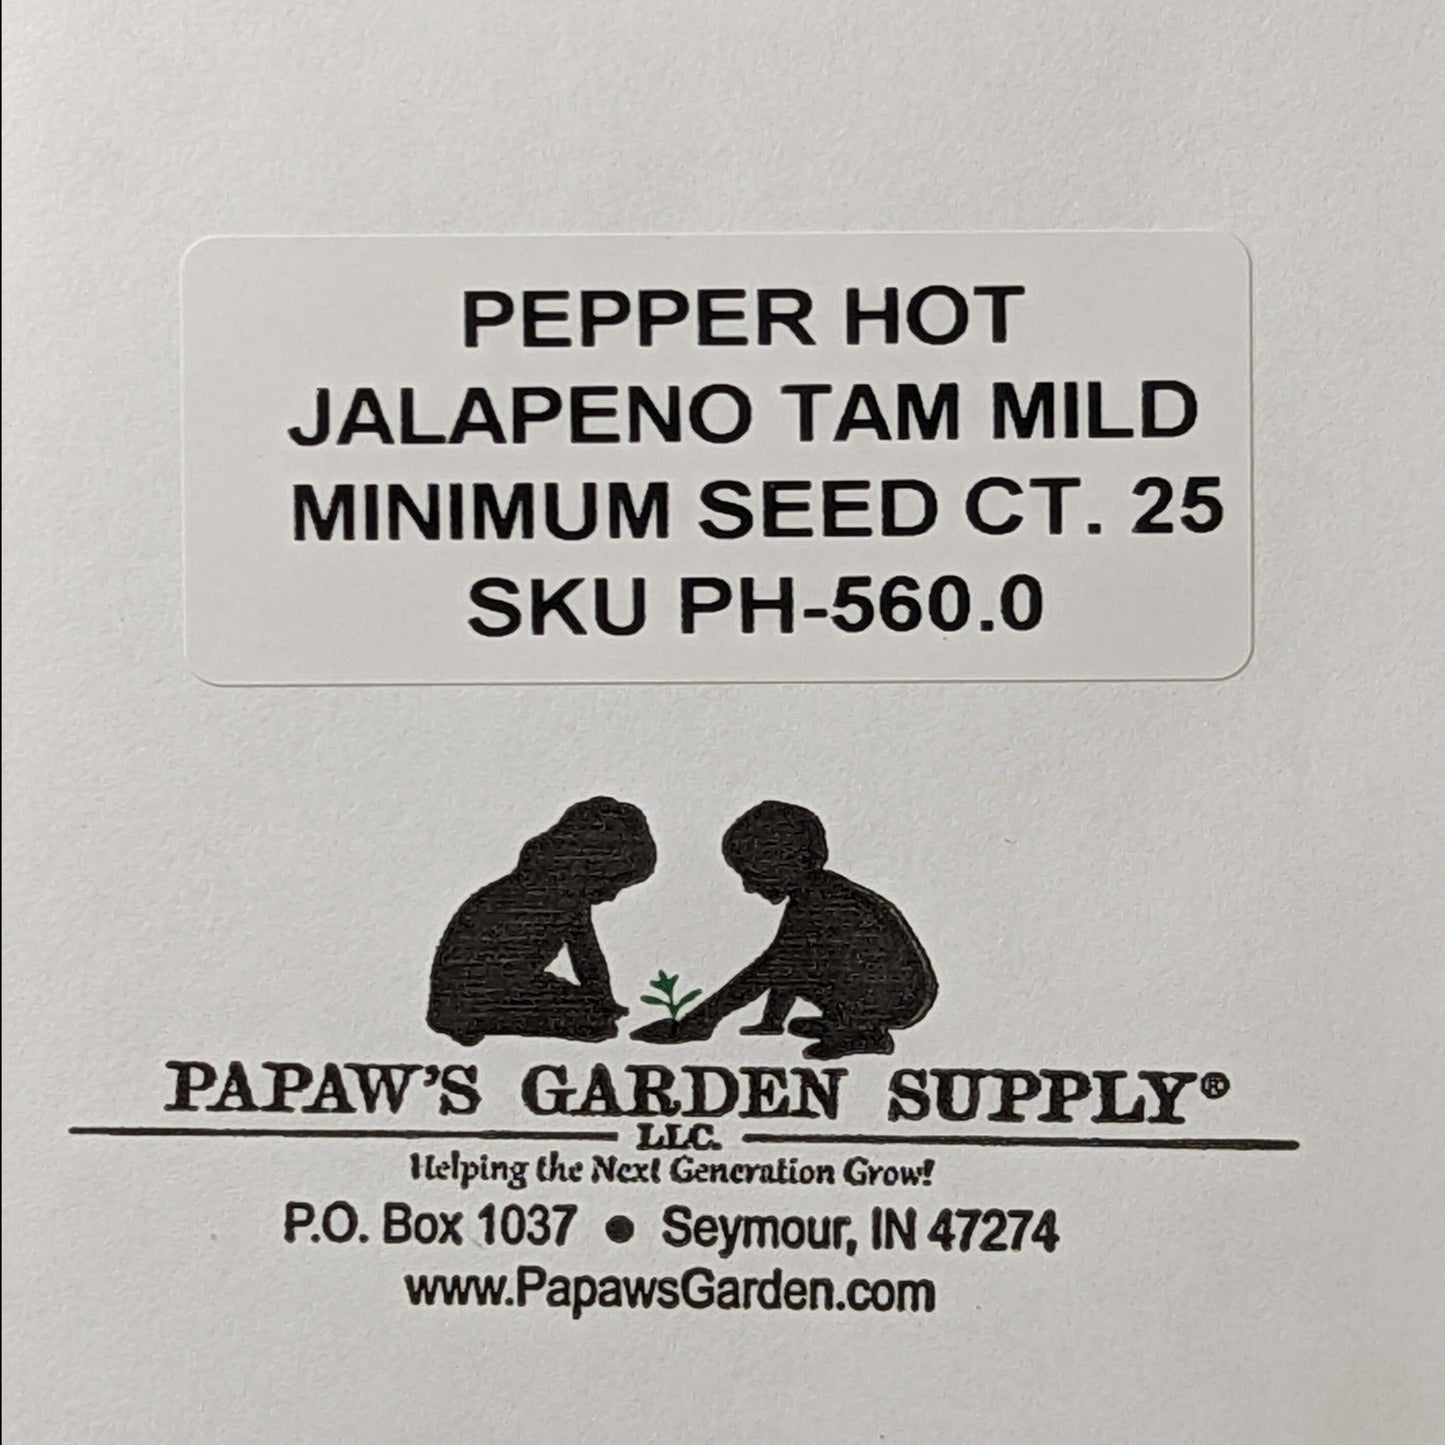 PEPPER HOT
JALAPENO TAM MILD
MINIMUM SEED CT. 25
SKU PH-560.0
PAPAW'S GARDEN SUPPLY®
LLC.
Helping the Next Generation Grow!
P.O. Box 1037 ● Seymour, IN 47274
www.PapawsGarden.com